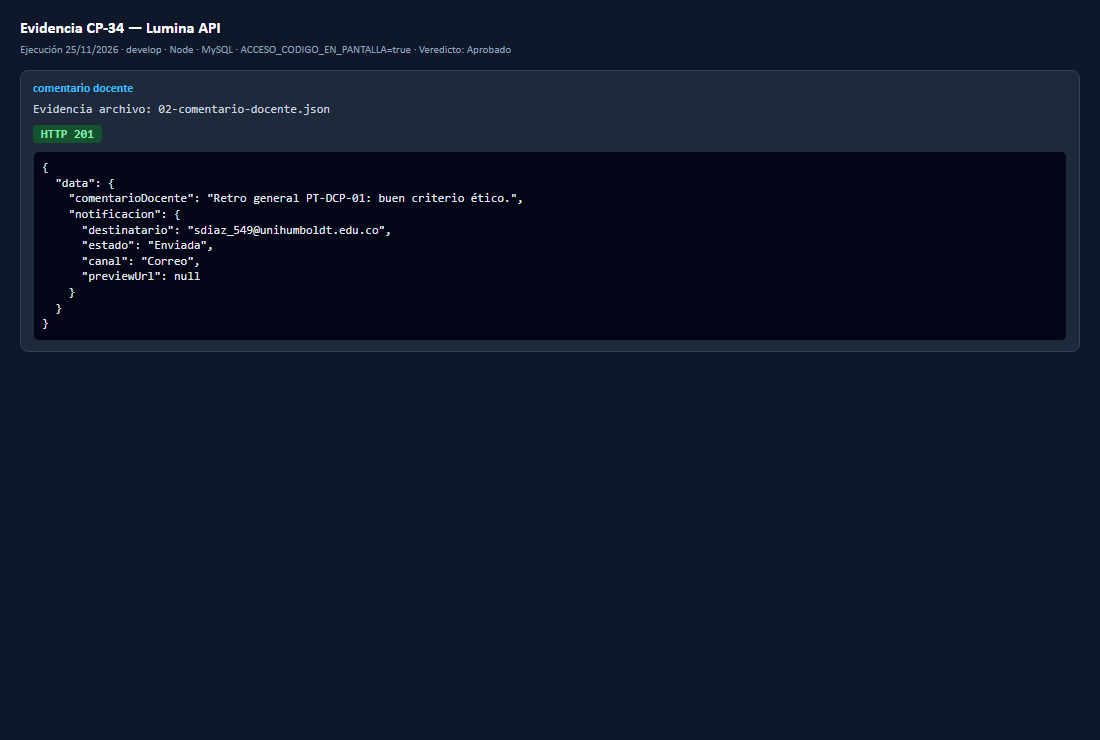 Evidencia CP-34 — Lumina API
Ejecución 25/11/2026 · develop · Node · MySQL · ACCESO_CODIGO_EN_PANTALLA=true · Veredicto: Aprobado
comentario docente
Evidencia archivo: 02-comentario-docente.json
HTTP 201
{
  "data": {
    "comentarioDocente": "Retro general PT-DCP-01: buen criterio ético.",
    "notificacion": {
      "destinatario": "sdiaz_549@unihumboldt.edu.co",
      "estado": "Enviada",
      "canal": "Correo",
      "previewUrl": null
    }
  }
}